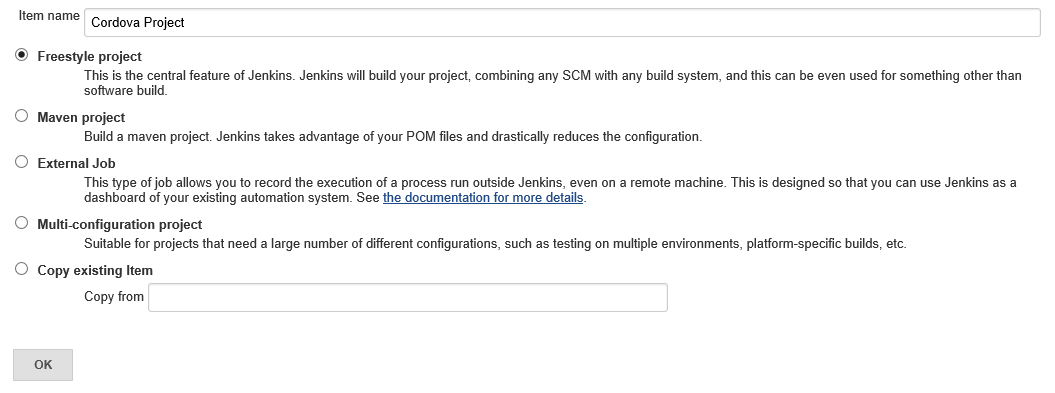 Item name Cordova Project
Freestyle project
This is the central feature of Jenkins. Jenkins will build your project, combining any SCM with any build system, and this can be even used for something other than
software build.
Maven project
Build a maven project. Jenkins takes advantage of your POM files and drastically reduces the configuration.
External Job
This type of job allows you to record the execution of a process run outside Jenkins, even on a remote machine. This is designed so that you can use Jenkins as a
dashboard of your existing automation system. See the documentation for more details.
Multi-configuration project
Suitable for projects that need a large number of different configurations, such as testing on multiple environments, platform-specific builds, etc.
Copy existing Item
Copy from
OK